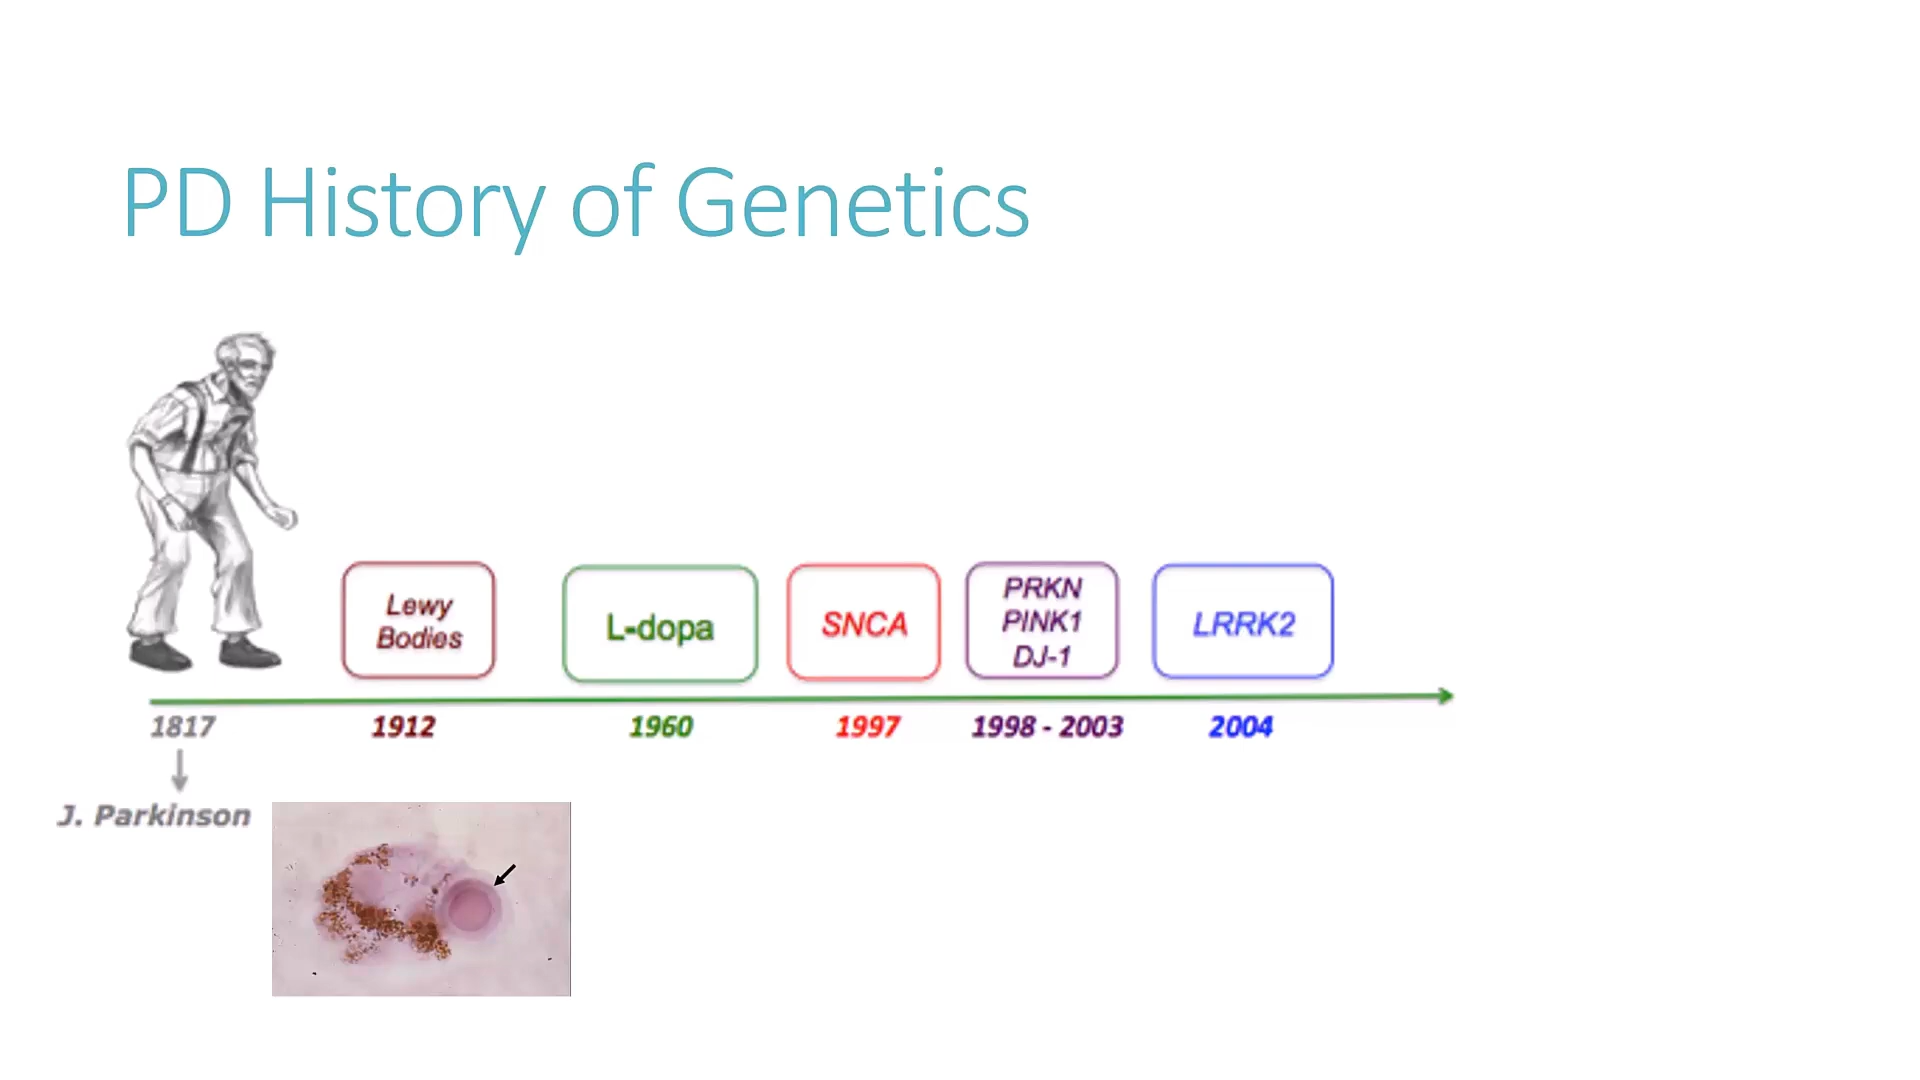 PD History of Genetics
Lewy
Bodies
L-dopa
SNCA
PRKN
PINK1
DJ-1
LRRK2
1817
1912
1960
1997
1998 - 2003
2004
J. Parkinson